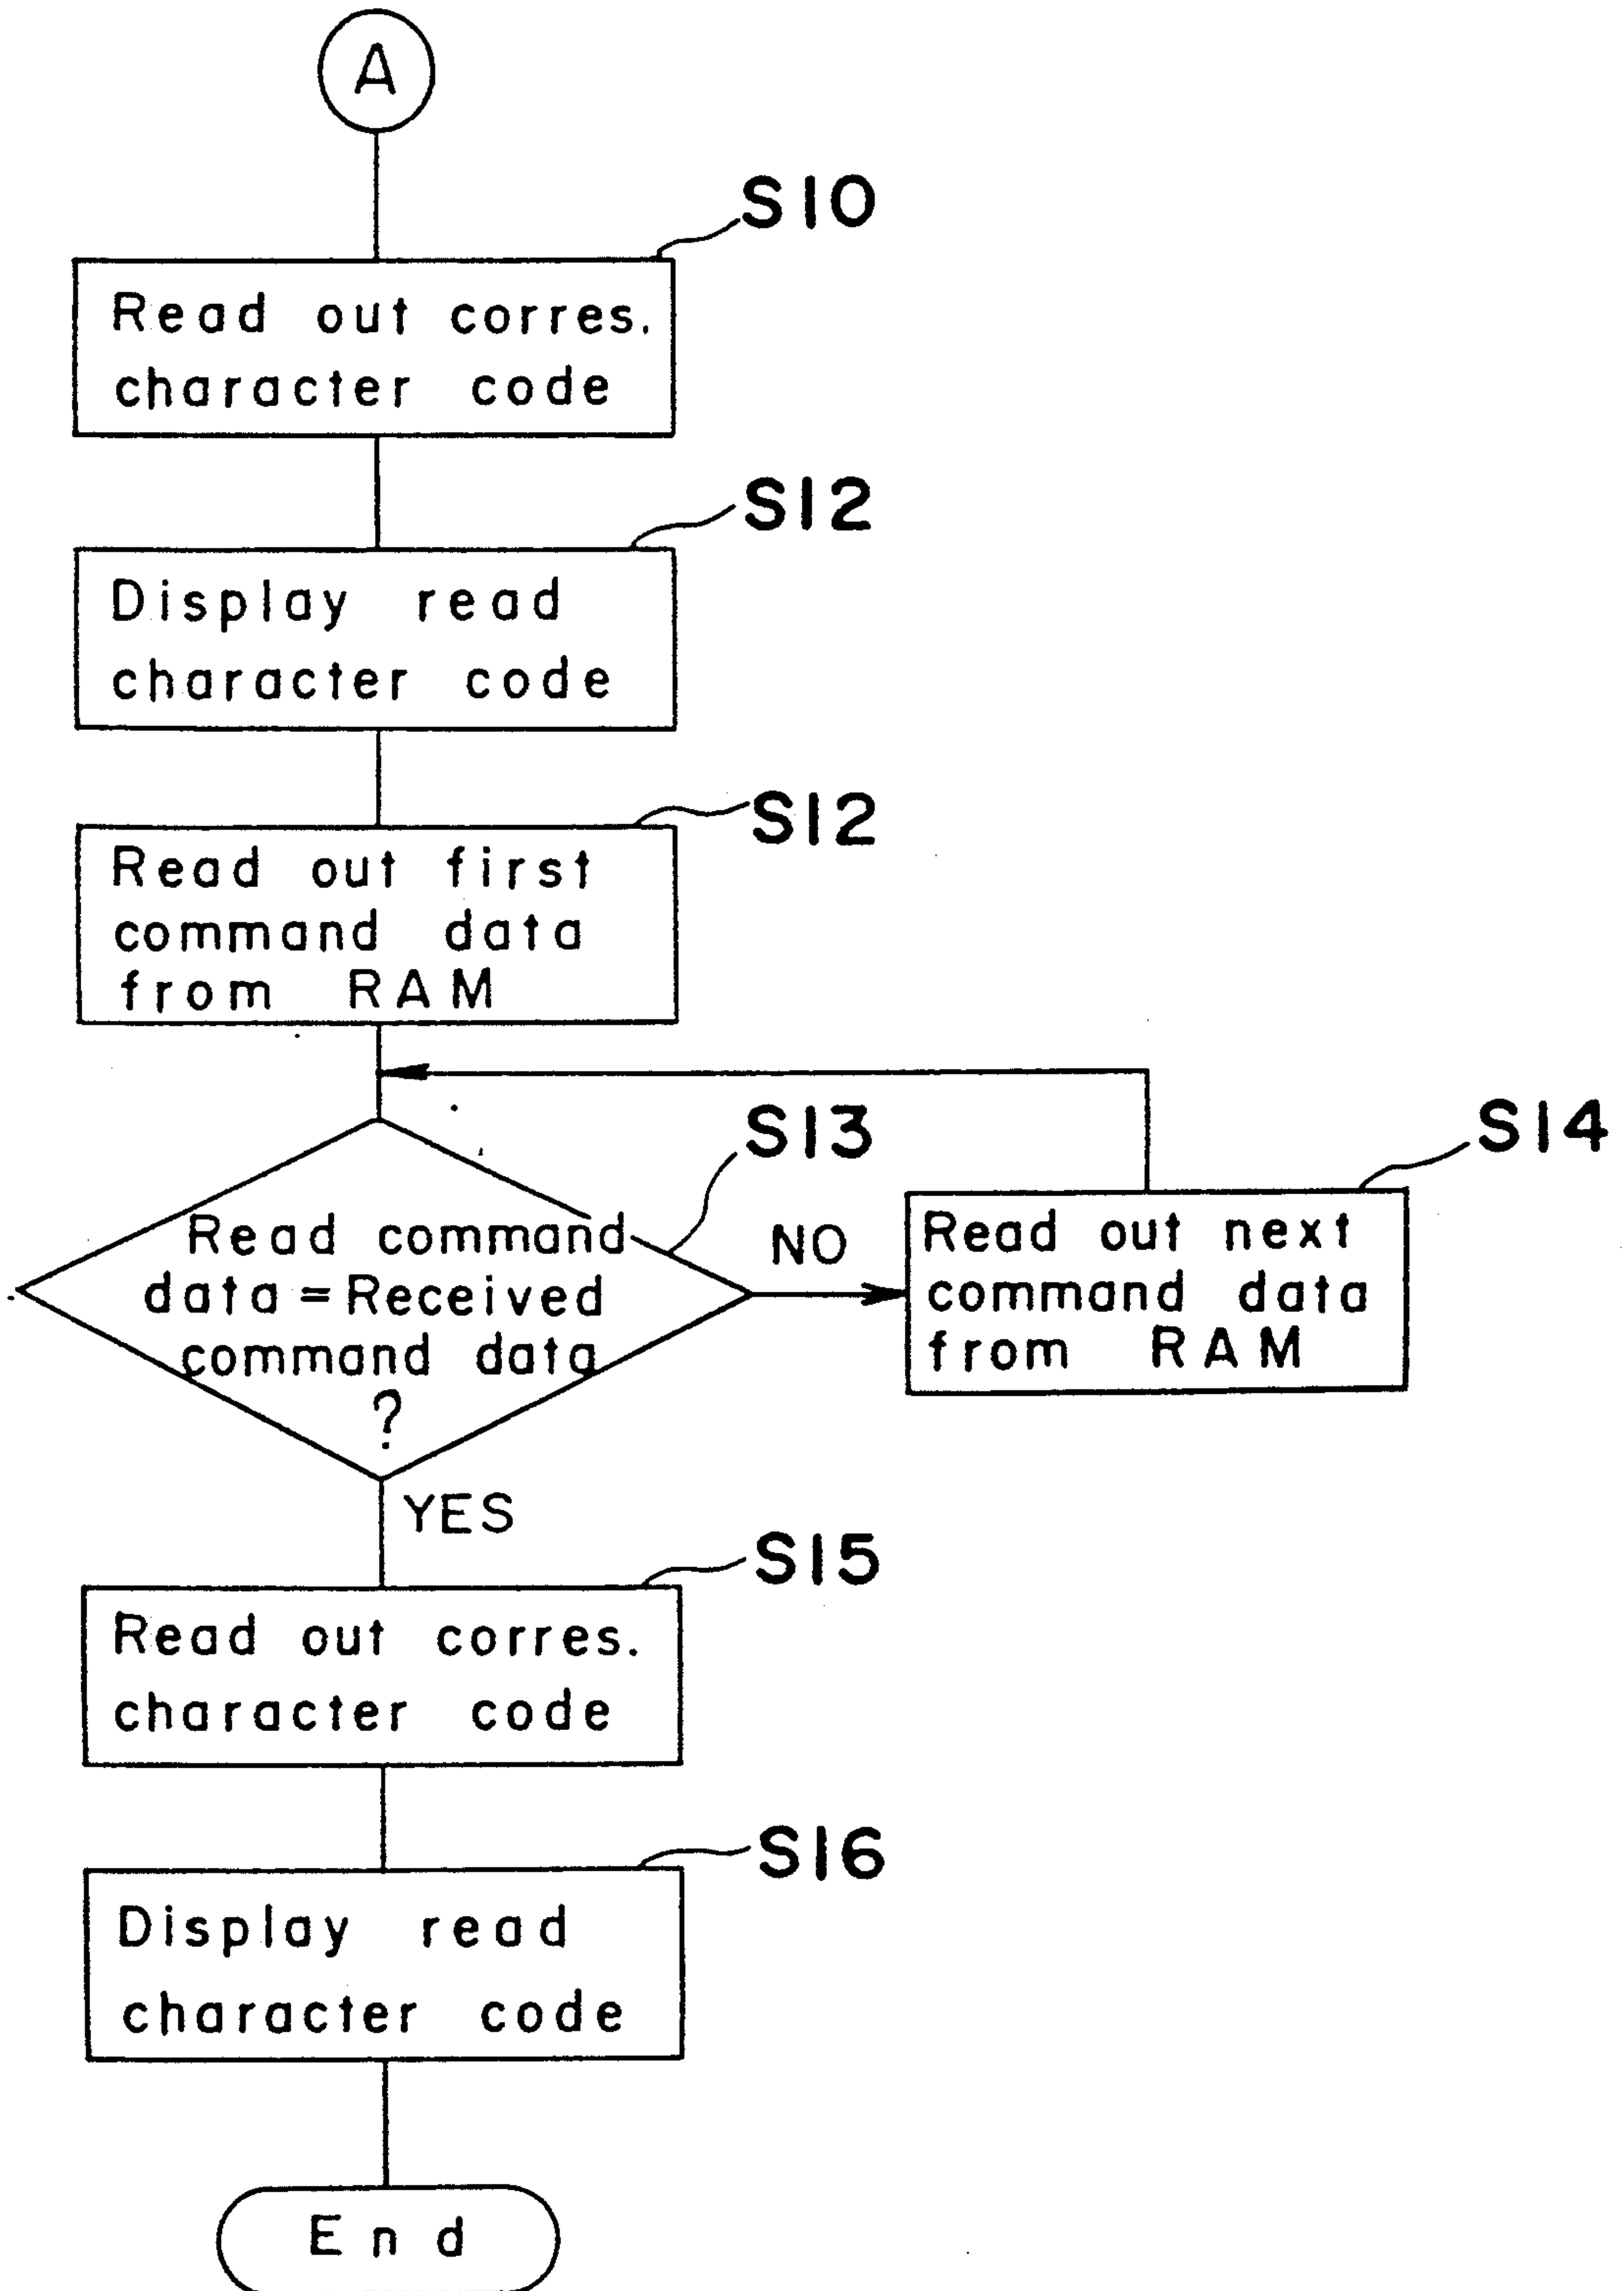 A
S10
Read out corres.
character code
S12
Display read
character code
S12
Read out first
command data
from RAM
S13
Read command
data = Received
command data
?
NO
S14
Read out next
command data
from RAM
YES
S15
Read out corres.
character code
S16
Display read
character code
End